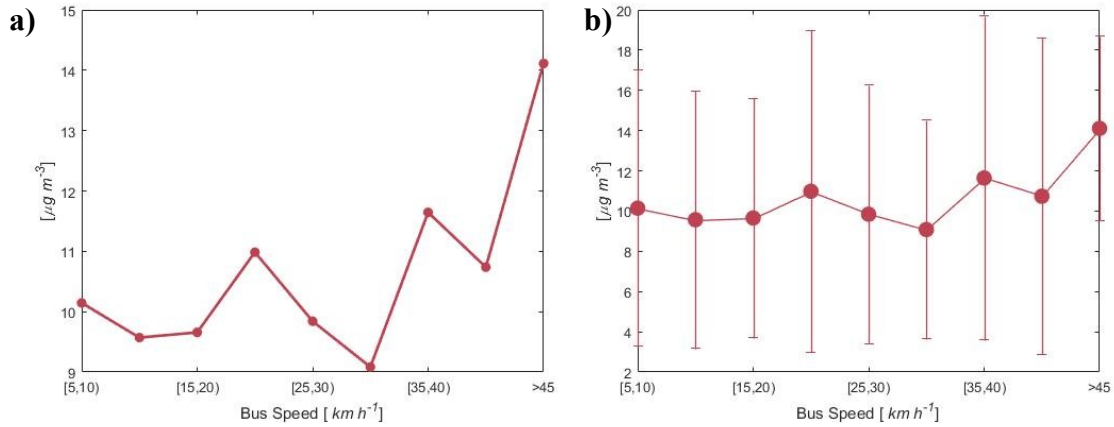 a)
15
14
13
12
11
10
9
[μg m⁻³]
[5,10) [15,20) [25,30) [35,40) >45
Bus Speed [ km h⁻¹]
b)
20
18
16
14
12
10
8
6
4
2
[μg m⁻³]
[5,10) [15,20) [25,30) [35,40) >45
Bus Speed [ km h⁻¹]